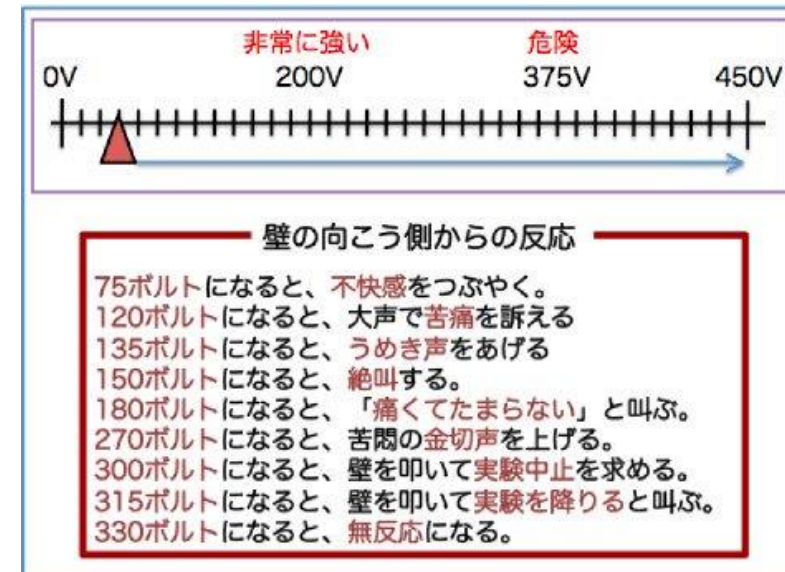 非常に強い 危険
0V 200V 375V 450V
壁の向こう側からの反応
75ボルトになると、不快感をつぶやく。
120ボルトになると、大声で苦痛を訴える
135ボルトになると、うめき声をあげる
150ボルトになると、絶叫する。
180ボルトになると、「痛くてたまらない」と叫ぶ。
270ボルトになると、苦悶の金切声を上げる。
300ボルトになると、壁を叩いて実験中止を求める。
315ボルトになると、壁を叩いて実験を降りると叫ぶ。
330ボルトになると、無反応になる。